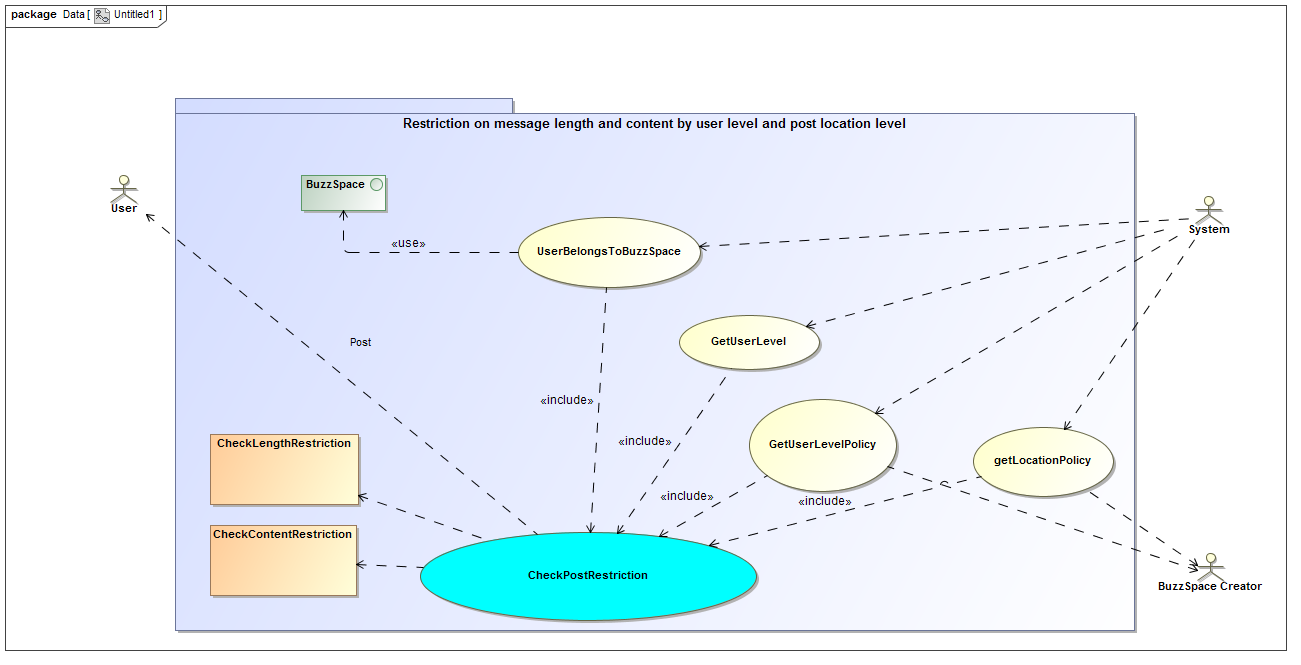 package Data [ Untitled1 ]
Restriction on message length and content by user level and post location level
BuzzSpace
User
System
«use»
UserBelongsToBuzzSpace
GetUserLevel
Post
«include»
«include»
GetUserLevelPolicy
CheckLengthRestriction
getLocationPolicy
«include»
«include»
CheckContentRestriction
CheckPostRestriction
BuzzSpace Creator